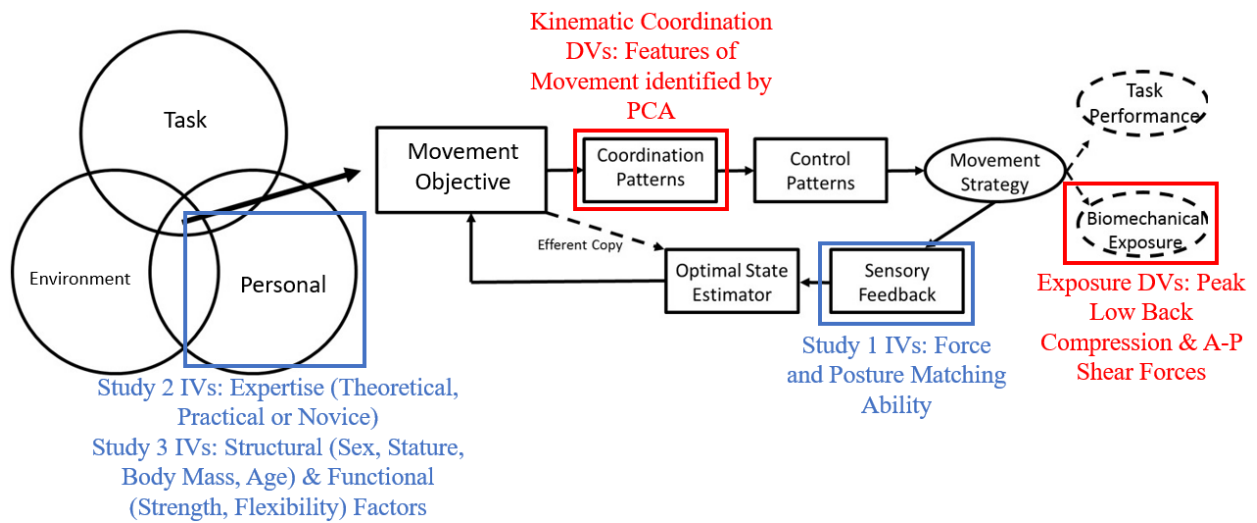 Kinematic Coordination
DVs: Features of
Movement identified by
PCA
Task
Environment
Personal
Movement
Objective
Coordination
Patterns
Control
Patterns
Movement
Strategy
Task
Performance
Biomechanical
Exposure
Efferent Copy
Optimal State
Estimator
Sensory
Feedback
Exposure DVs: Peak
Low Back
Compression & A-P
Shear Forces
Study 1 IVs: Force
and Posture Matching
Ability
Study 2 IVs: Expertise (Theoretical,
Practical or Novice)
Study 3 IVs: Structural (Sex, Stature,
Body Mass, Age) & Functional
(Strength, Flexibility) Factors